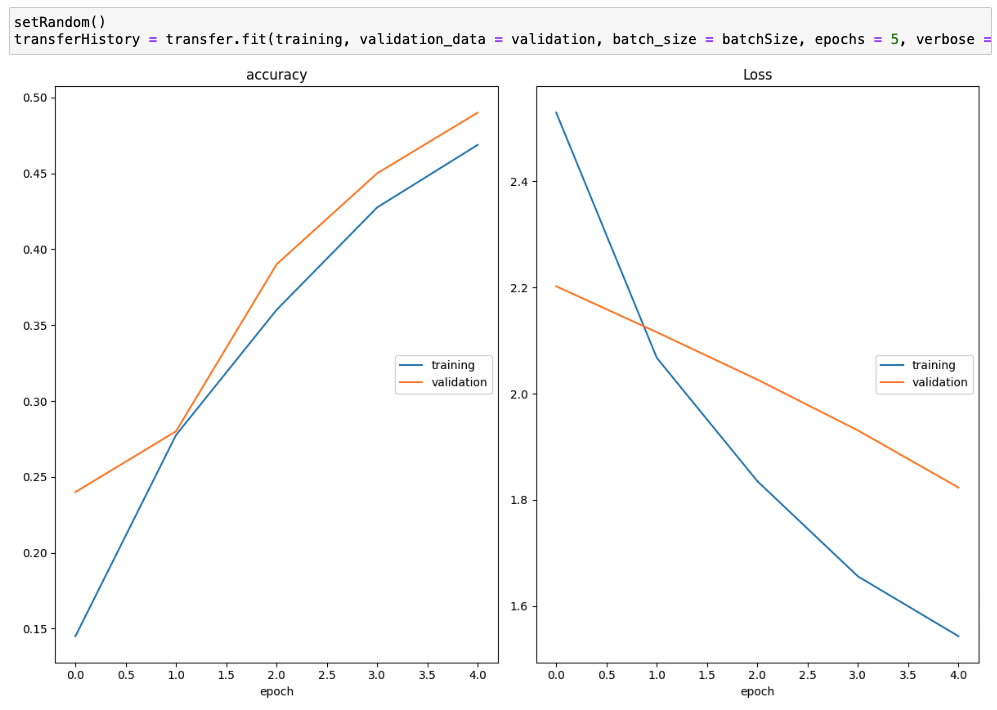 setRandom()
transferHistory = transfer.fit(training, validation_data = validation, batch_size = batchSize, epochs = 5, verbose =
accuracy
0.50
0.45
0.40
0.35
0.30
0.25
0.20
0.15
training
validation
0.0 0.5 1.0 1.5 2.0 2.5 3.0 3.5 4.0
epoch
Loss
2.4
2.2
2.0
1.8
1.6
training
validation
0.0 0.5 1.0 1.5 2.0 2.5 3.0 3.5 4.0
epoch